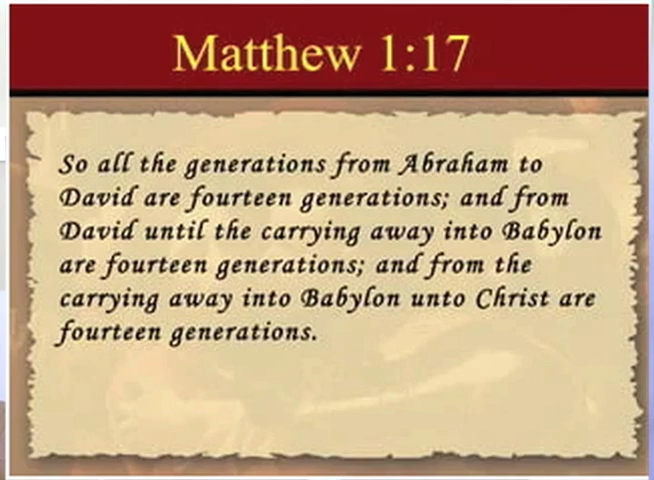 Matthew 1:17
So all the generations from Abraham to
David are fourteen generations; and from
David until the carrying away into Babylon
are fourteen generations; and from the
carrying away into Babylon unto Christ are
fourteen generations.